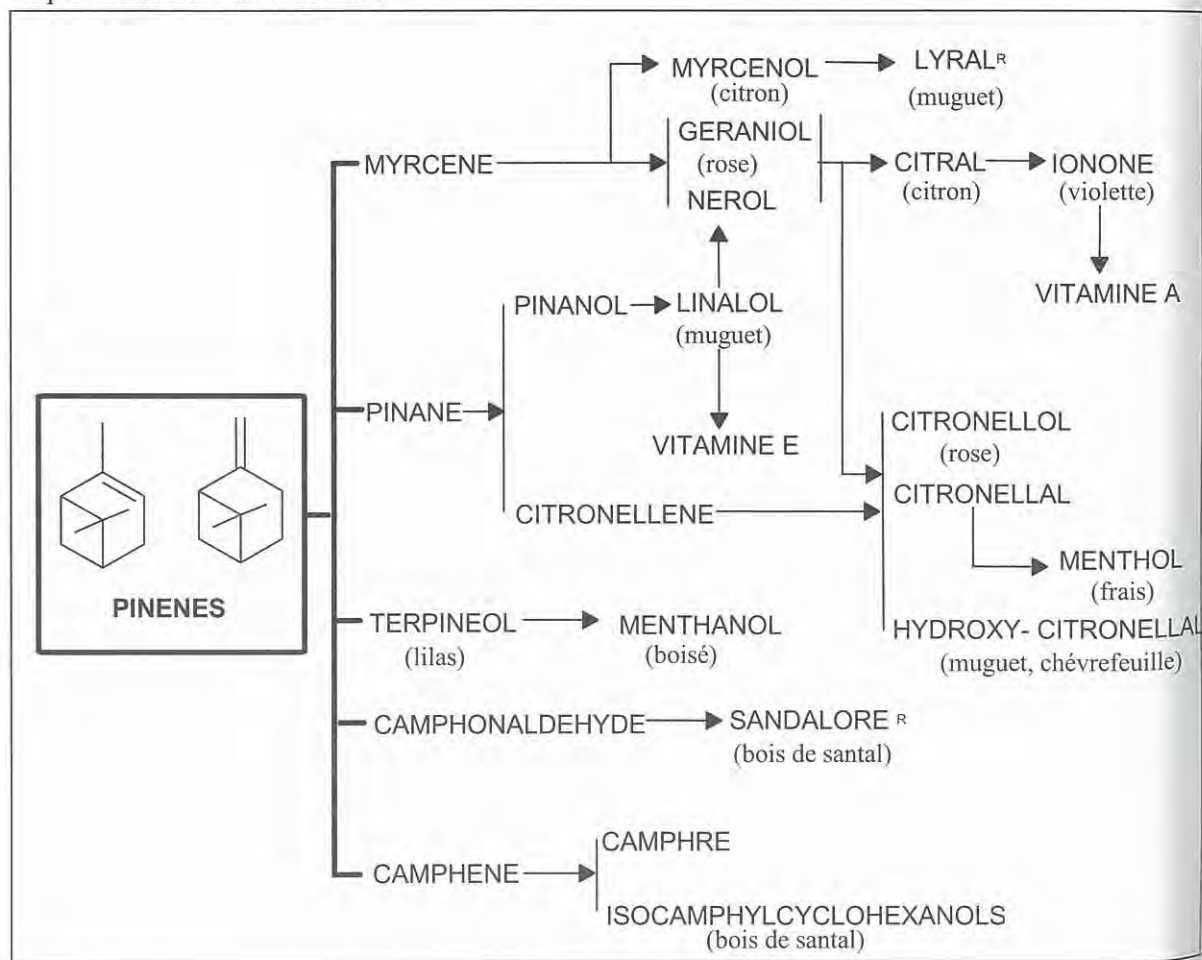 MYRCENOL
(citron)
LYRAL R
(muguet)
MYRCENE
GERANIOL
(rose)
NEROL
CITRAL
(citron)
IONONE
(violette)
VITAMINE A
PINANE
PINANOL
LINALOL
(muguet)
VITAMINE E
CITRONELLENE
CITRONELLOL
(rose)
CITRONELLAL
MENTHOL
(frais)
HYDROXY- CITRONELLAL
(muguet, chévrefeuille)
PINENES
TERPINEOL
(lilas)
MENTHANOL
(boisé)
CAMPHONALDEHYDE
SANDALORE R
(bois de santal)
CAMPHENE
CAMPHRE
ISOCAMPHYLCYCLOHEXANOLS
(bois de santal)